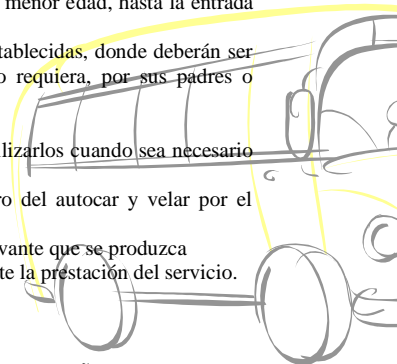 menor edad, hasta la entrada
tablecidas, donde deberán ser
o requiera, por sus padres o
lizarlos cuando sea necesario
ro del autocar y velar por el
vante que se produzca
te la prestación del servicio.